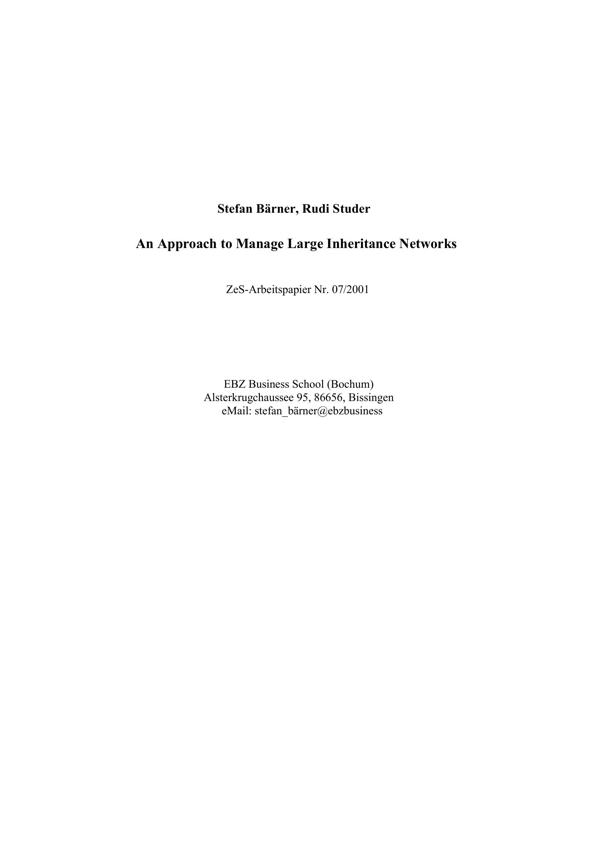 Stefan Bärner, Rudi Studer
An Approach to Manage Large Inheritance Networks
ZeS-Arbeitspapier Nr. 07/2001
EBZ Business School (Bochum)
Alsterkrugchaussee 95, 86656, Bissingen
eMail: stefan_bärner@ebzbusiness